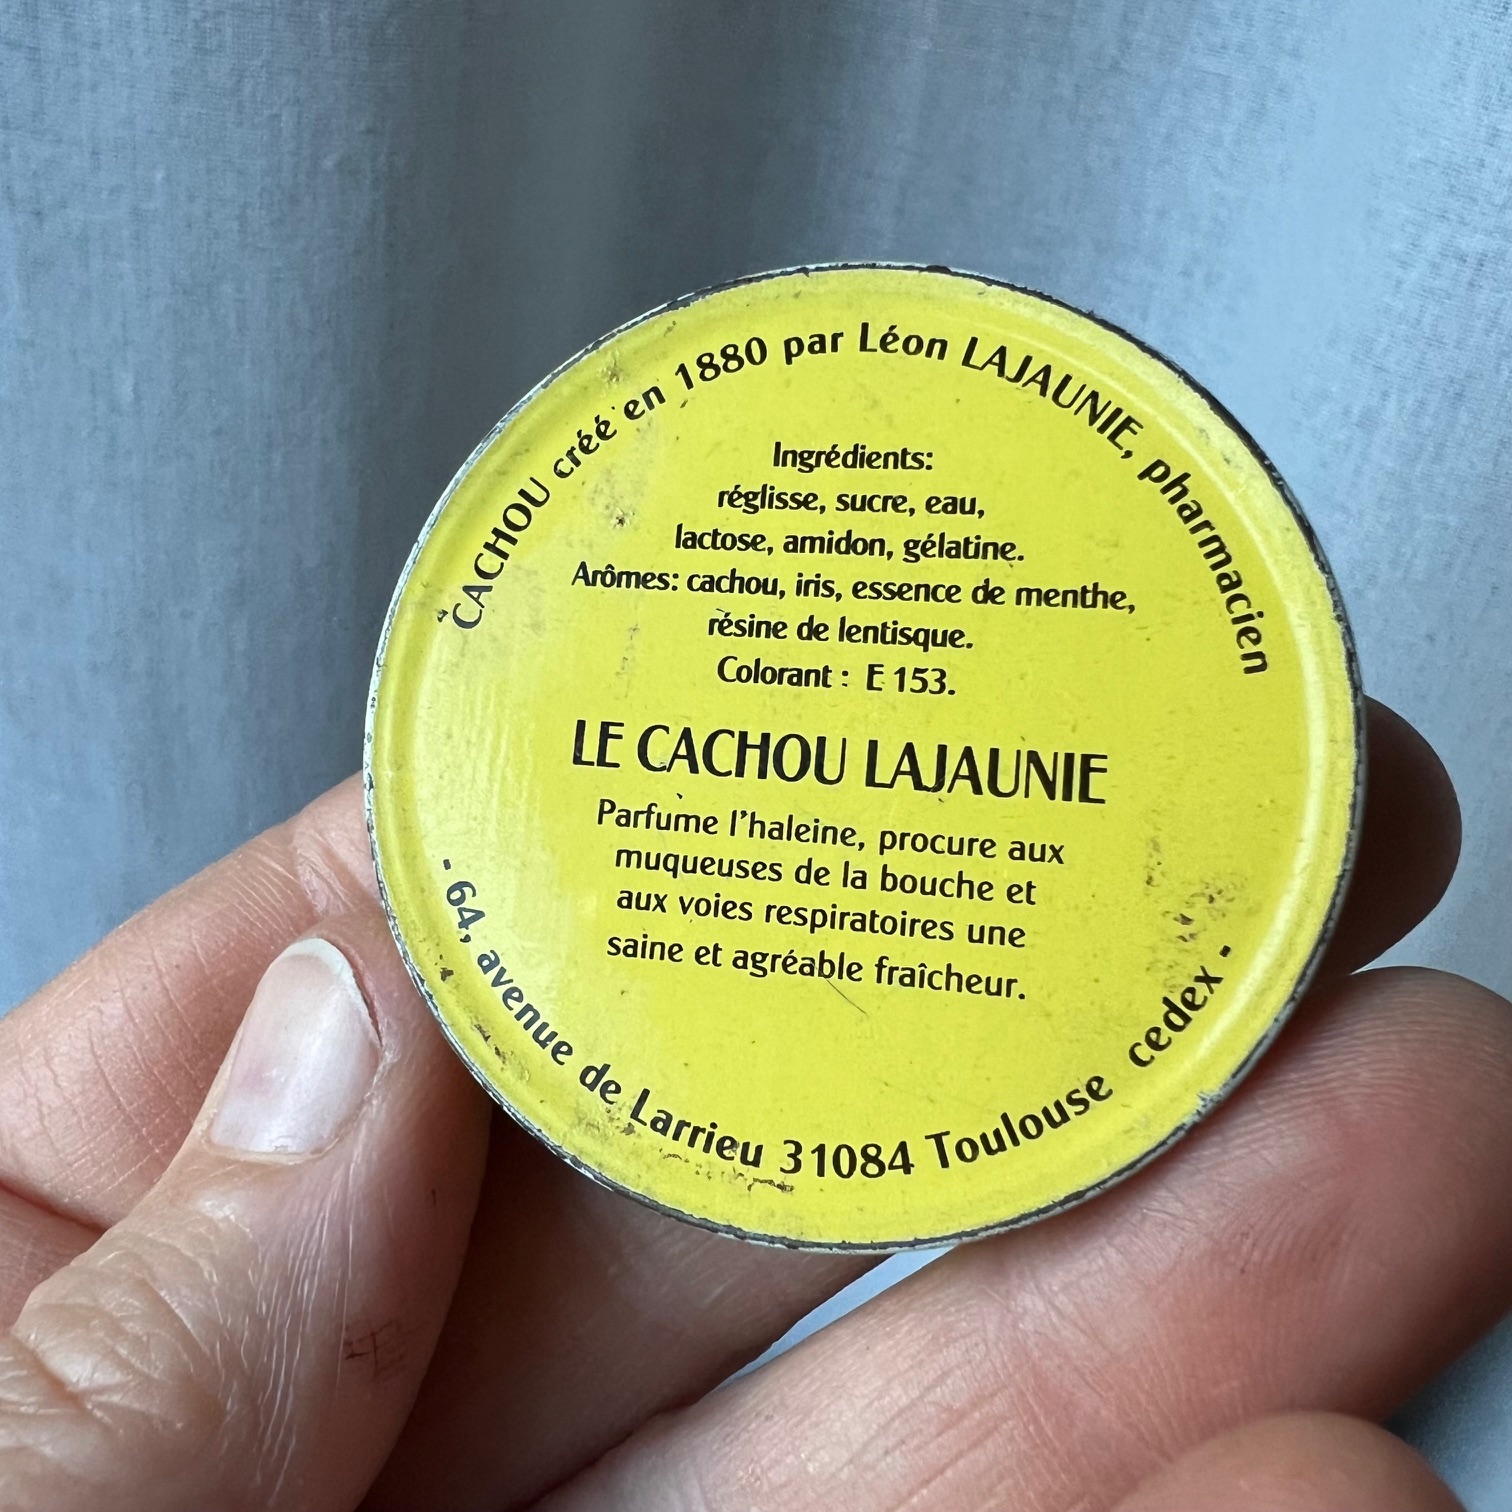 CACHOU créé en 1880 par Léon LAJAUNIE, pharmacien
Ingrédients:
réglisse, sucre, eau,
lactose, amidon, gélatine.
Arômes: cachou, iris, essence de menthe,
résine de lentisque.
Colorant : E 153.
LE CACHOU LAJAUNIE
Parfume l'haleine, procure aux
muqueuses de la bouche et
aux voies respiratoires une
saine et agréable fraîcheur.
- 64, avenue de Larrieu 31084 Toulouse cedex -